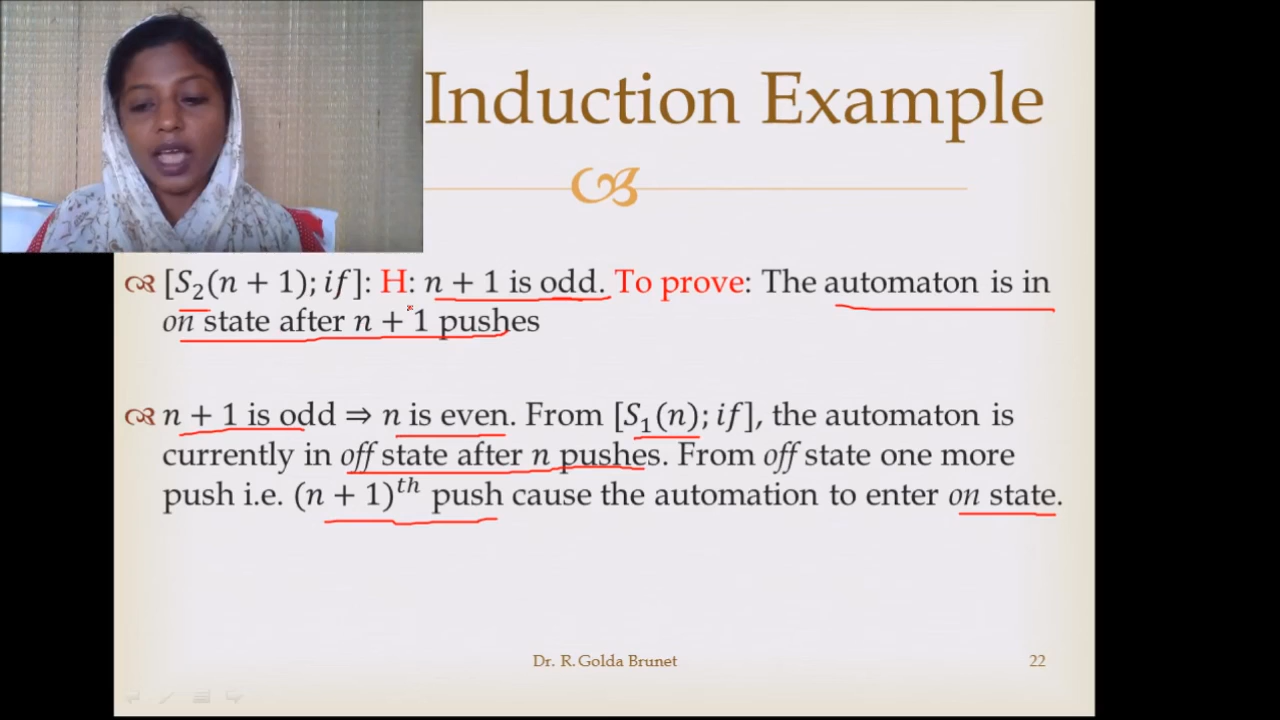 Induction Example
[S₂(n + 1); if]: H: n + 1 is odd. To prove: The automaton is in
on state after n + 1 pushes
n + 1 is odd ⇒ n is even. From [S₁(n); if], the automaton is
currently in off state after n pushes. From off state one more
push i.e. (n + 1)ᵗʰ push cause the automation to enter on state.
Dr. R. Golda Brunet
22